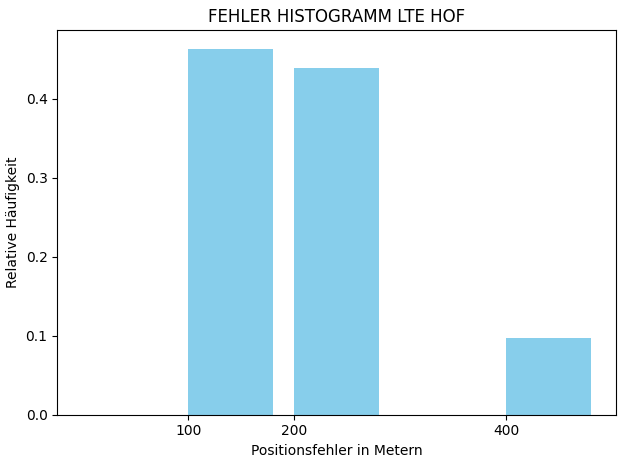 FEHLER HISTOGRAMM LTE HOF
Relative Häufigkeit
0.4
0.3
0.2
0.1
0.0
100 200 400
Positionsfehler in Metern